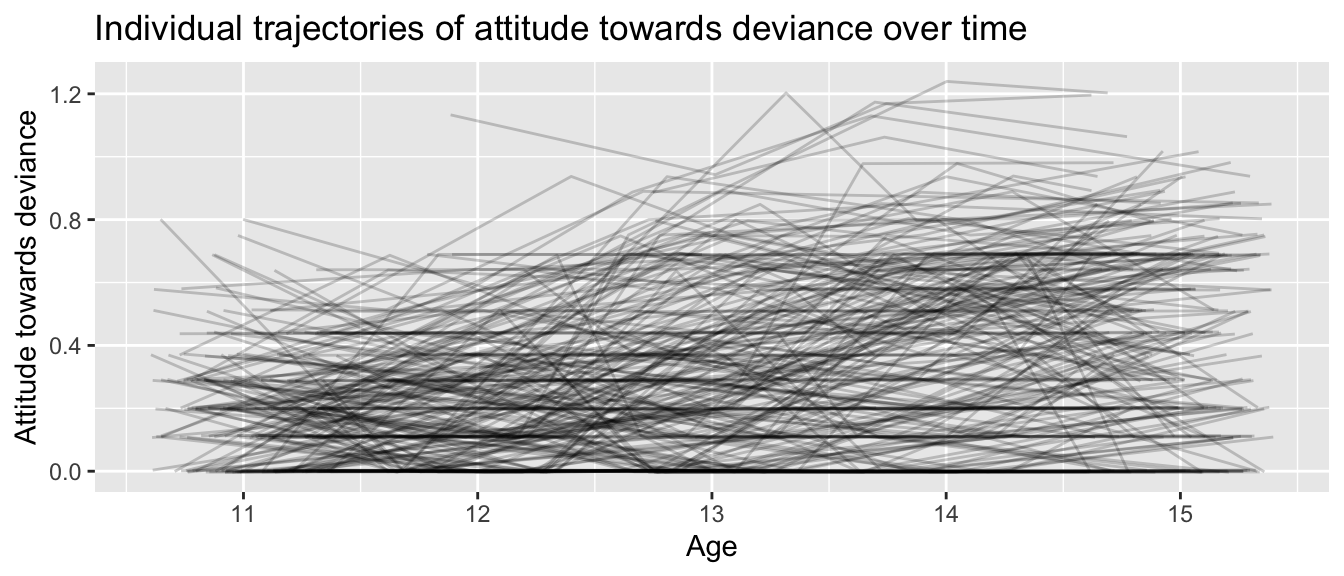 Individual trajectories of attitude towards deviance over time
Attitude towards deviance
1.2
0.8
0.4
0.0
11 12 13 14 15
Age